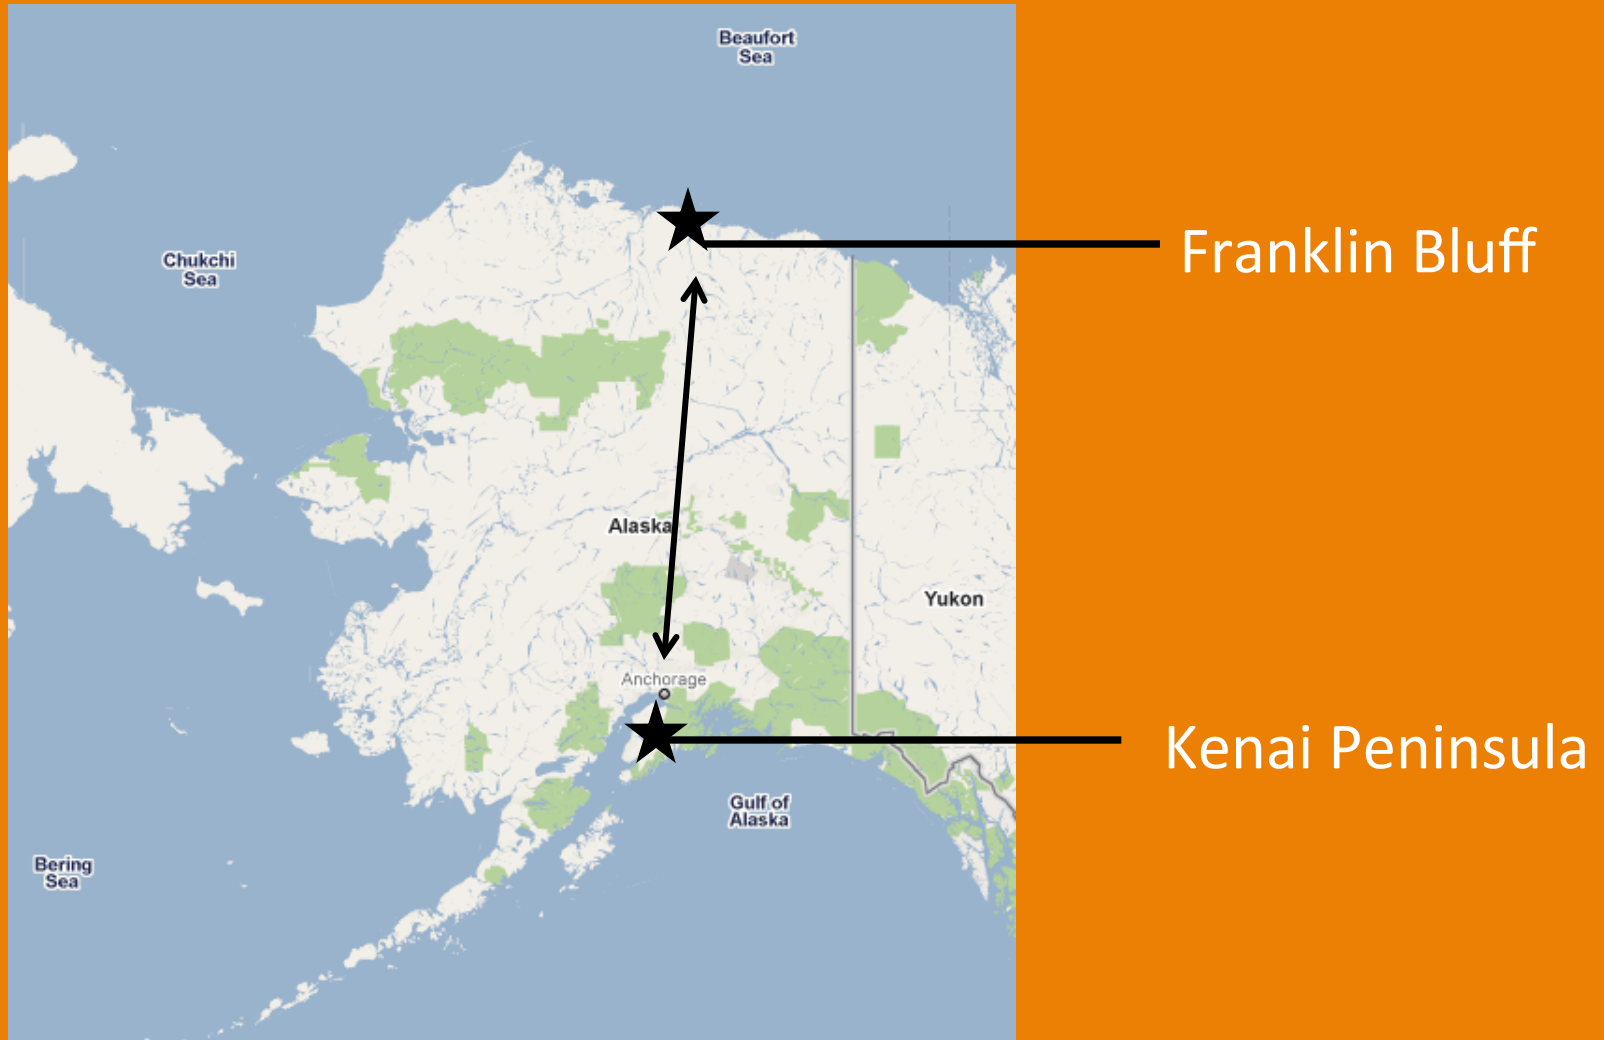 Beaufort
Sea
Franklin Bluff
Chukchi
Sea
Alaska
Yukon
Anchorage
Kenai Peninsula
Gulf of
Alaska
Bering
Sea